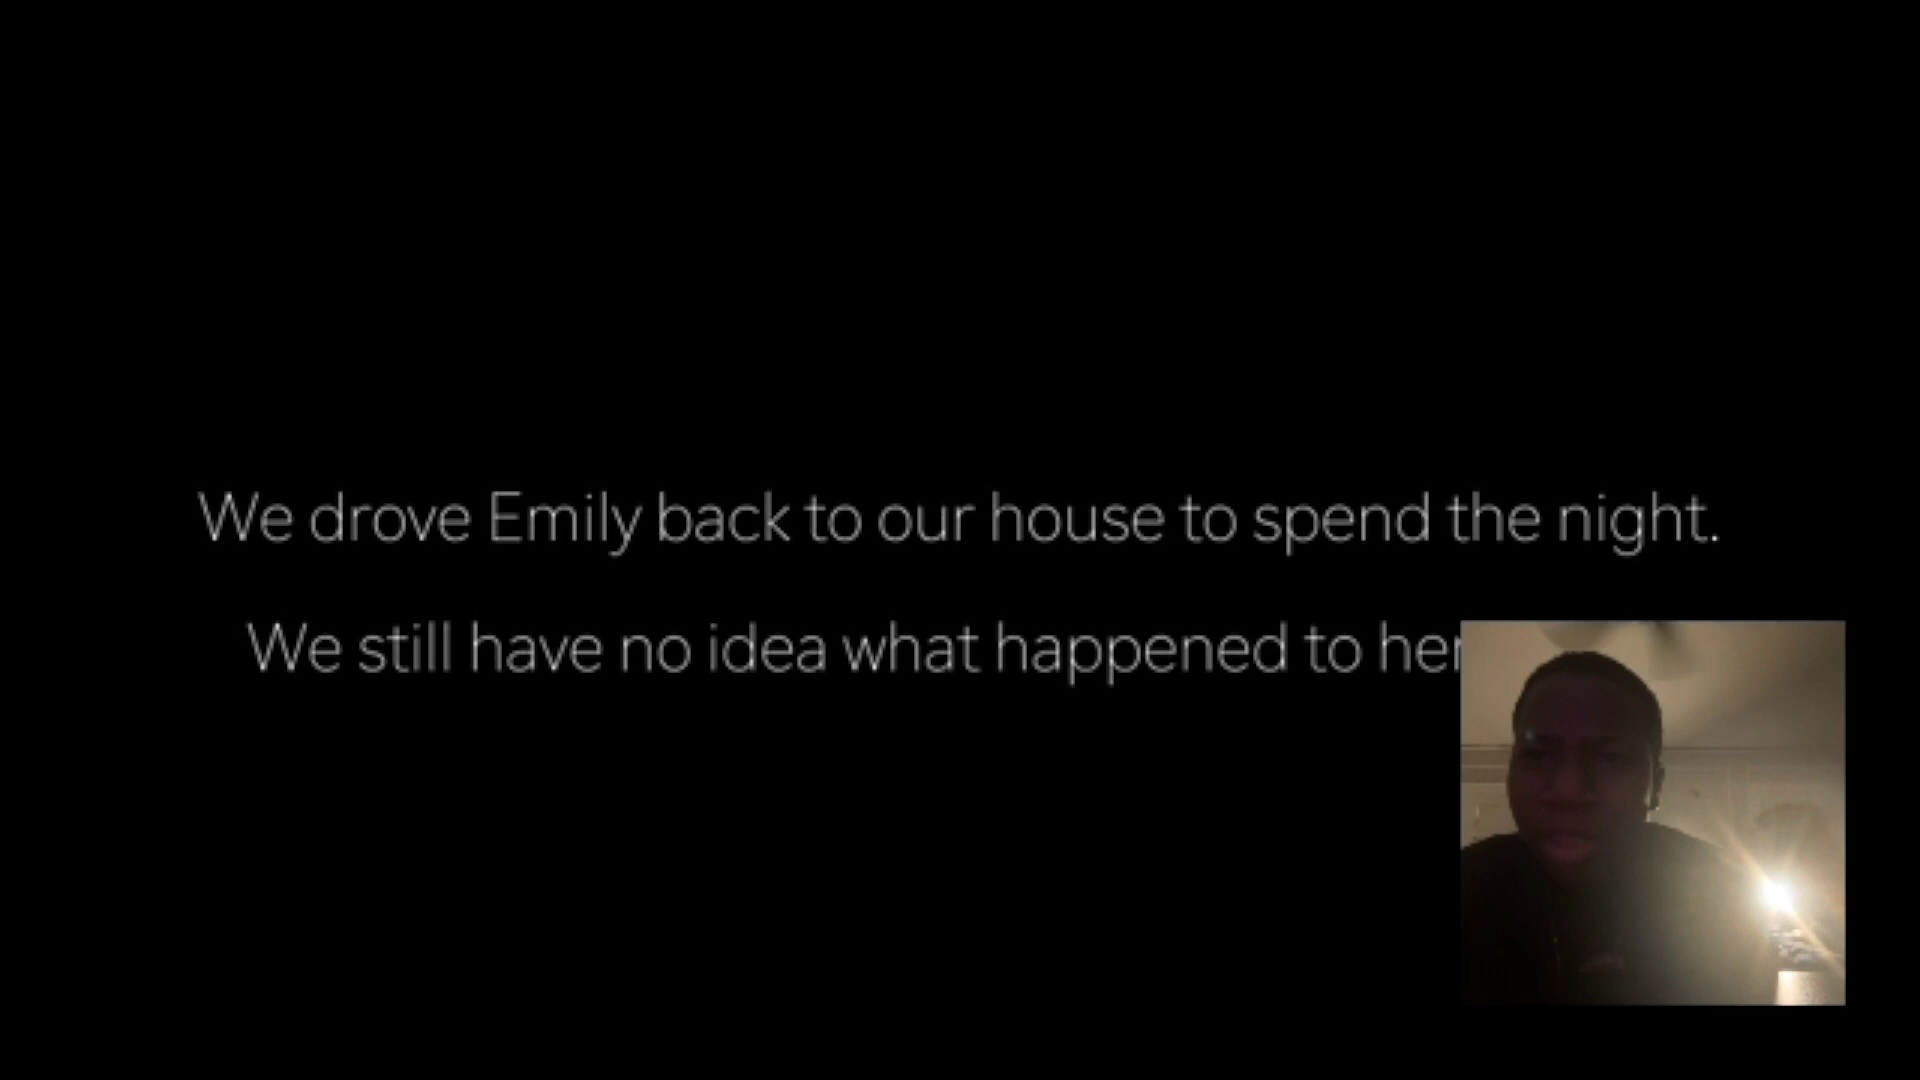 We drove Emily back to our house to spend the night.
We still have no idea what happened to her